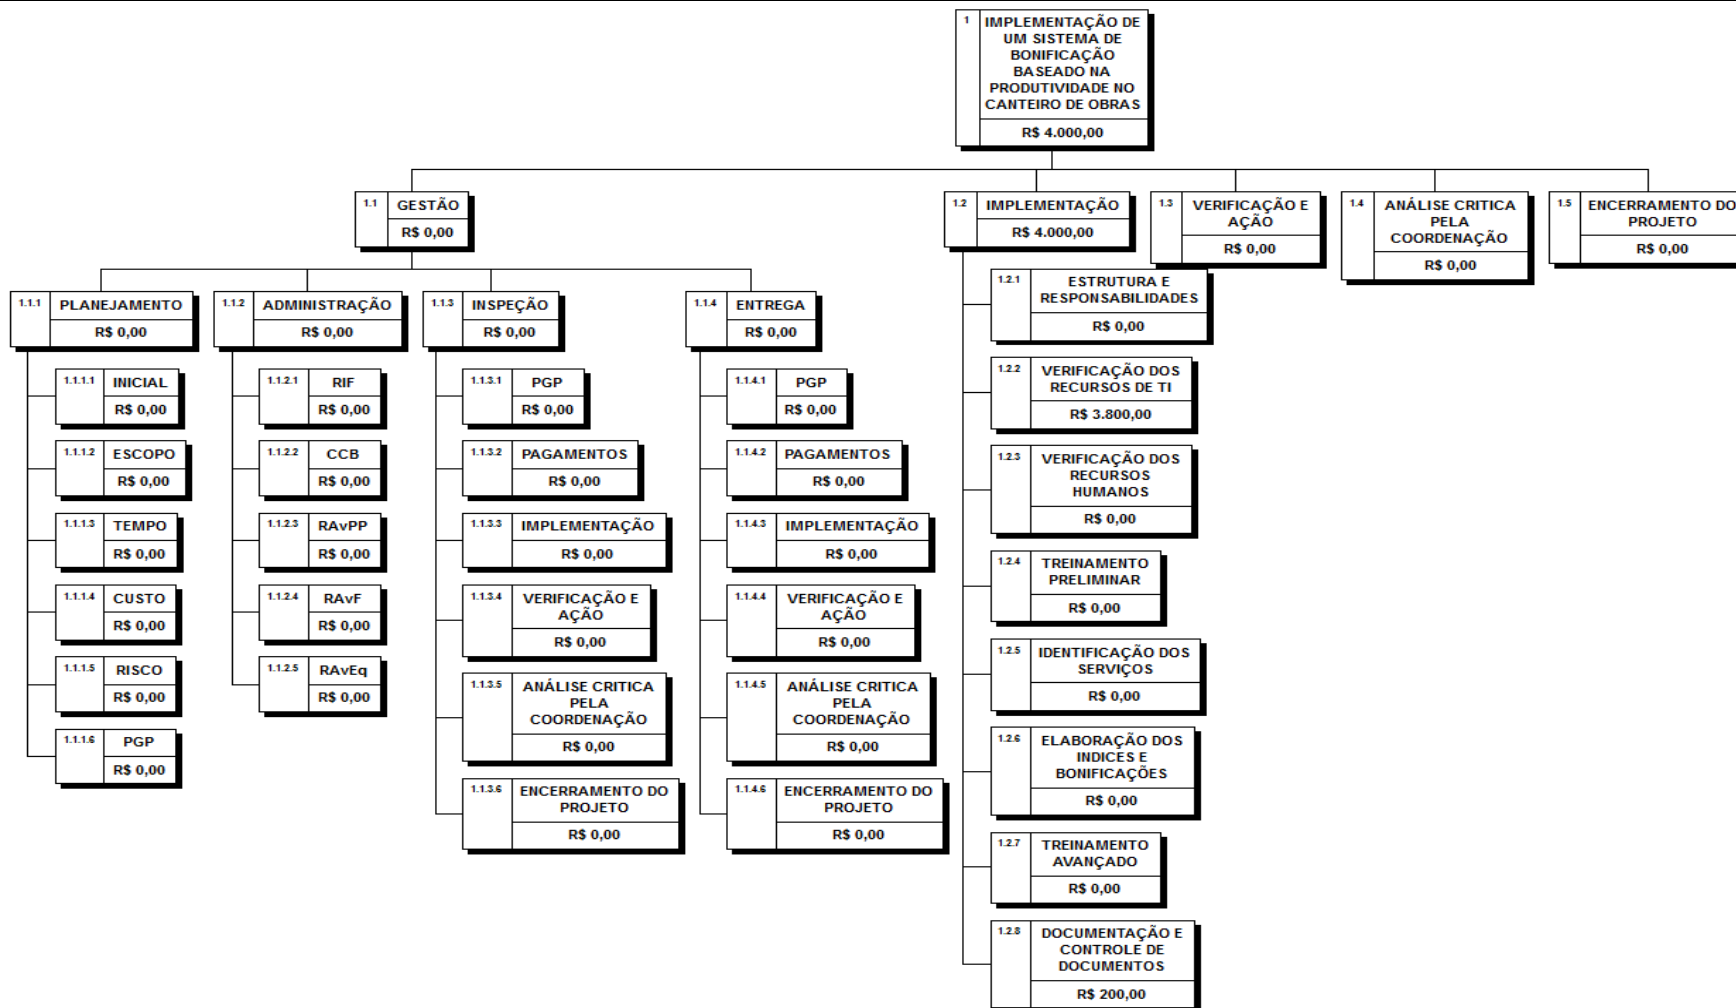 1
IMPLEMENTAÇÃO DE
UM SISTEMA DE
BONIFICAÇÃO
BASEADO NA
PRODUTIVIDADE NO
CANTEIRO DE OBRAS
R$ 4.000,00
1.1
GESTÃO
R$ 0,00
1.1.1
PLANEJAMENTO
R$ 0,00
1.1.1.1
INICIAL
R$ 0,00
1.1.1.2
ESCOPO
R$ 0,00
1.1.1.3
TEMPO
R$ 0,00
1.1.1.4
CUSTO
R$ 0,00
1.1.1.5
RISCO
R$ 0,00
1.1.1.6
PGP
R$ 0,00
1.1.2
ADMINISTRAÇÃO
R$ 0,00
1.1.2.1
RIF
R$ 0,00
1.1.2.2
CCB
R$ 0,00
1.1.2.3
RAvPP
R$ 0,00
1.1.2.4
RAvF
R$ 0,00
1.1.2.5
RAvEq
R$ 0,00
1.1.3
INSPEÇÃO
R$ 0,00
1.1.3.1
PGP
R$ 0,00
1.1.3.2
PAGAMENTOS
R$ 0,00
1.1.3.3
IMPLEMENTAÇÃO
R$ 0,00
1.1.3.4
VERIFICAÇÃO E
AÇÃO
R$ 0,00
1.1.3.5
ANÁLISE CRITICA
PELA
COORDENAÇÃO
R$ 0,00
1.1.3.6
ENCERRAMENTO DO
PROJETO
R$ 0,00
1.1.4
ENTREGA
R$ 0,00
1.1.4.1
PGP
R$ 0,00
1.1.4.2
PAGAMENTOS
R$ 0,00
1.1.4.3
IMPLEMENTAÇÃO
R$ 0,00
1.1.4.4
VERIFICAÇÃO E
AÇÃO
R$ 0,00
1.1.4.5
ANÁLISE CRITICA
PELA
COORDENAÇÃO
R$ 0,00
1.1.4.6
ENCERRAMENTO DO
PROJETO
R$ 0,00
1.2
IMPLEMENTAÇÃO
R$ 4.000,00
1.2.1
ESTRUTURA E
RESPONSABILIDADES
R$ 0,00
1.2.2
VERIFICAÇÃO DOS
RECURSOS DE TI
R$ 3.800,00
1.2.3
VERIFICAÇÃO DOS
RECURSOS
HUMANOS
R$ 0,00
1.2.4
TREINAMENTO
PRELIMINAR
R$ 0,00
1.2.5
IDENTIFICAÇÃO DOS
SERVIÇOS
R$ 0,00
1.2.6
ELABORAÇÃO DOS
INDICES E
BONIFICAÇÕES
R$ 0,00
1.2.7
TREINAMENTO
AVANÇADO
R$ 0,00
1.2.8
DOCUMENTAÇÃO E
CONTROLE DE
DOCUMENTOS
R$ 200,00
1.3
VERIFICAÇÃO E
AÇÃO
R$ 0,00
1.4
ANÁLISE CRITICA
PELA
COORDENAÇÃO
R$ 0,00
1.5
ENCERRAMENTO DO
PROJETO
R$ 0,00